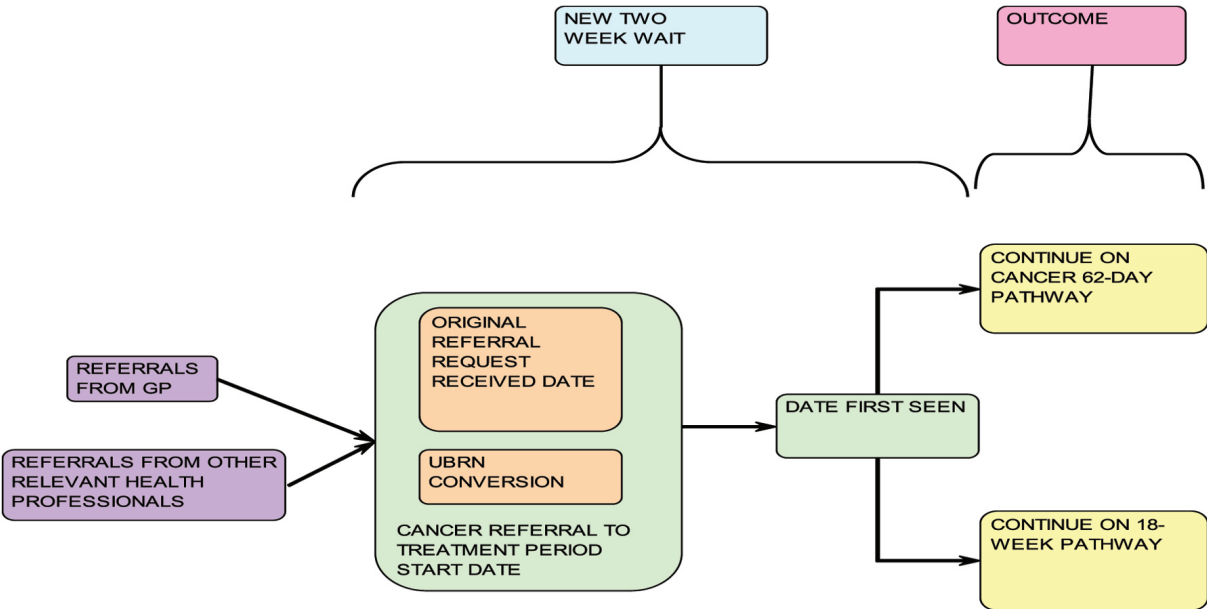 NEW TWO
WEEK WAIT
OUTCOME
REFERRALS
FROM GP
REFERRALS FROM OTHER
RELEVANT HEALTH
PROFESSIONALS
ORIGINAL
REFERRAL
REQUEST
RECEIVED DATE
UBRN
CONVERSION
CANCER REFERRAL TO
TREATMENT PERIOD
START DATE
DATE FIRST SEEN
CONTINUE ON
CANCER 62-DAY
PATHWAY
CONTINUE ON 18-
WEEK PATHWAY